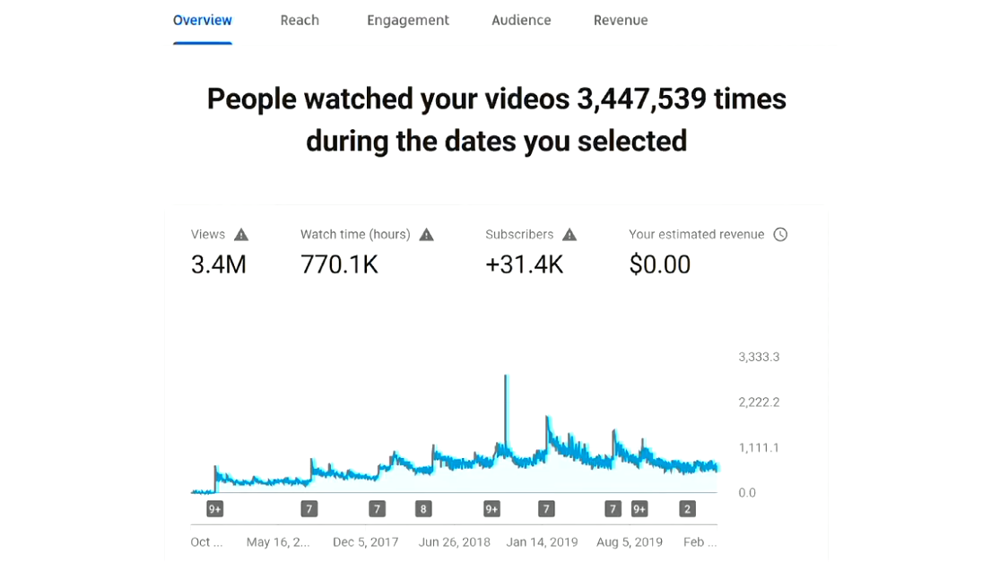 Overview Reach Engagement Audience Revenue
People watched your videos 3,447,539 times
during the dates you selected
Views Watch time (hours) Subscribers Your estimated revenue
3.4M 770.1K +31.4K $0.00
3,333.3
2,222.2
1,111.1
0.0
9+ 7 7 8 9+ 7 7 9+ 2
Oct ... May 16, 2... Dec 5, 2017 Jun 26, 2018 Jan 14, 2019 Aug 5, 2019 Feb ...